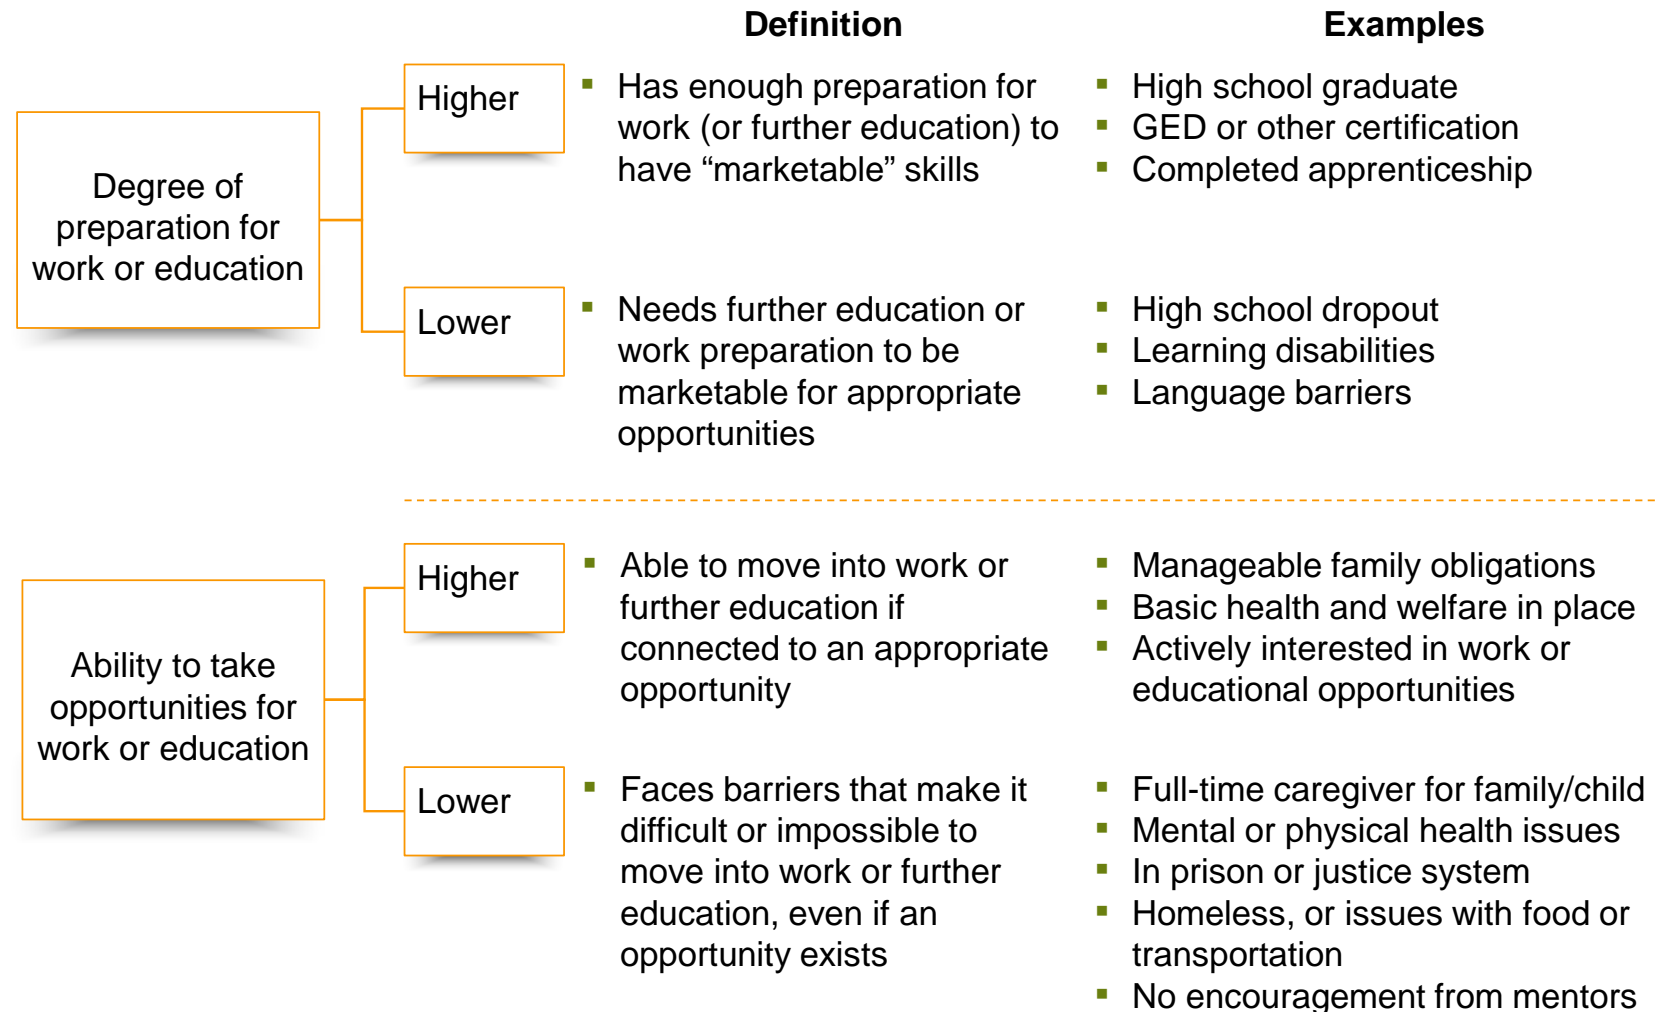 Definition
Examples
Degree of
preparation for
work or education
Higher
▪ Has enough preparation for
work (or further education) to
have “marketable” skills
▪ High school graduate
▪ GED or other certification
▪ Completed apprenticeship
Lower
▪ Needs further education or
work preparation to be
marketable for appropriate
opportunities
▪ High school dropout
▪ Learning disabilities
▪ Language barriers
Ability to take
opportunities for
work or education
Higher
▪ Able to move into work or
further education if
connected to an appropriate
opportunity
▪ Manageable family obligations
▪ Basic health and welfare in place
▪ Actively interested in work or
educational opportunities
Lower
▪ Faces barriers that make it
difficult or impossible to
move into work or further
education, even if an
opportunity exists
▪ Full-time caregiver for family/child
▪ Mental or physical health issues
▪ In prison or justice system
▪ Homeless, or issues with food or
transportation
▪ No encouragement from mentors